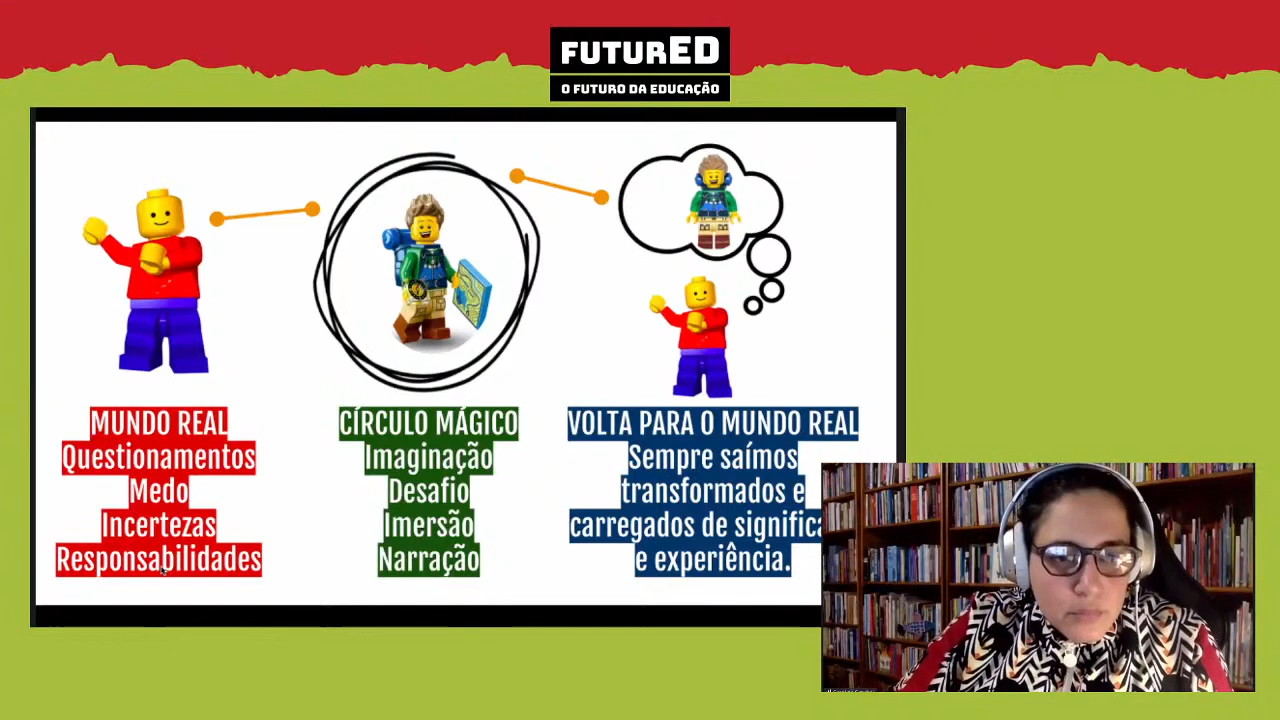 FUTURED
O FUTURO DA EDUCAÇÃO
MUNDO REAL
Questionamentos
Medo
Incertezas
Responsabilidades
CÍRCULO MÁGICO
Imaginação
Desafio
Imersão
Narração
VOLTA PARA O MUNDO REAL
Sempre saímos
transformados e
carregados de signific
e experiência.